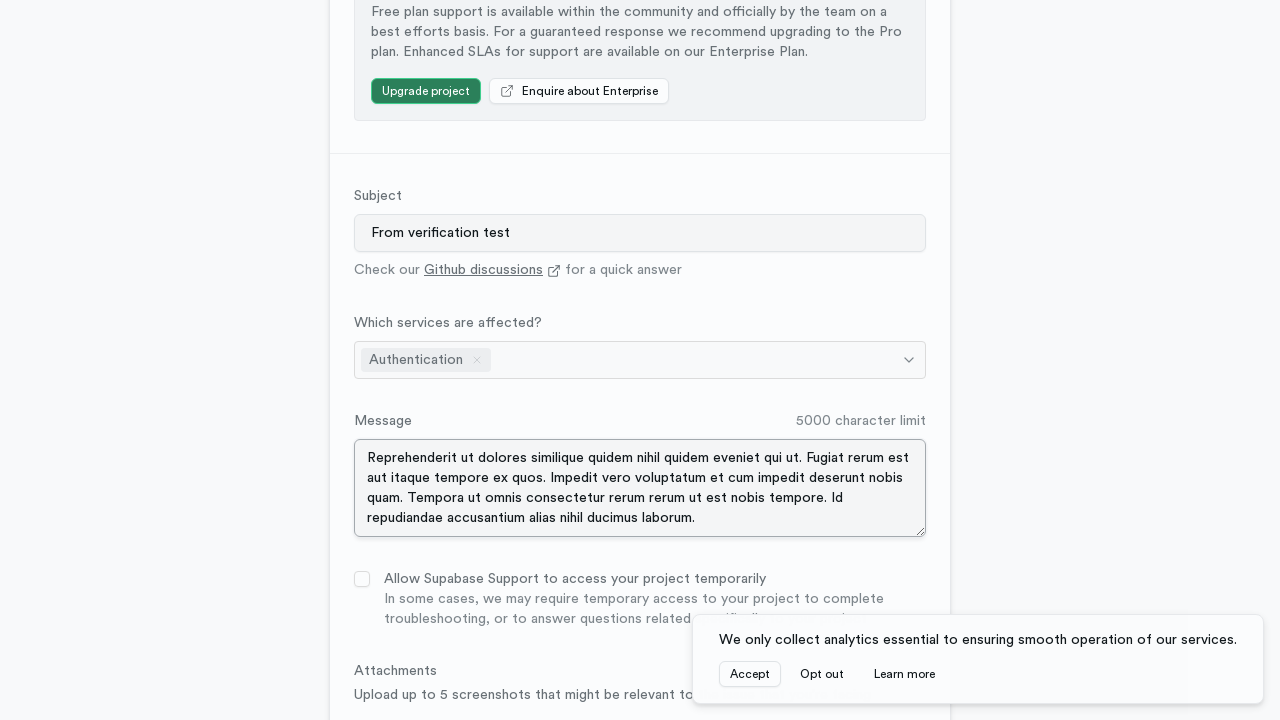 Free plan support is available within the community and officially by the team on a
best efforts basis. For a guaranteed response we recommend upgrading to the Pro
plan. Enhanced SLAs for support are available on our Enterprise Plan.
Upgrade project
Enquire about Enterprise
Subject
From verification test
Check our Github discussions for a quick answer
Which services are affected?
Authentication
Message
5000 character limit
Reprehenderit ut dolores similique quidem nihil quidem eveniet qui ut. Fugiat rerum est
aut itaque tempore ex quos. Impedit vero voluptatum et cum impedit deserunt nobis
quam. Tempora ut omnis consectetur rerum rerum ut est nobis tempore. Id
repudiandae accusantium alias nihil ducimus laborum.
Allow Supabase Support to access your project temporarily
In some cases, we may require temporary access to your project to complete
troubleshooting, or to answer questions related
Attachments
Upload up to 5 screenshots that might be relevant to
We only collect analytics essential to ensuring smooth operation of our services.
Accept
Opt out
Learn more